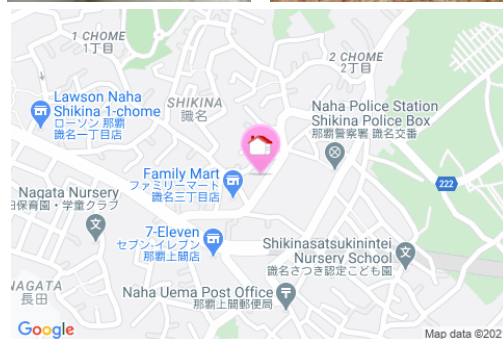 1 CHOME
1丁目
2 CHOME
2丁目
Lawson Naha
Shikina 1-chome
ローソン 那覇
識名一丁目店
SHIKINA
識名
Naha Police Station
Shikina Police Box
那覇警察署 識名交番
Family Mart
ファミリーマート
識名三丁目店
222
Nagata Nursery
田保育園・学童クラブ
7-Eleven
セブン-イレブン
那覇上間店
Shikinasatsukinintei
Nursery School
識名さつき認定こども園
NAGATA
長田
Naha Uema Post Office
那覇上間郵便局
Google
Map data ©202